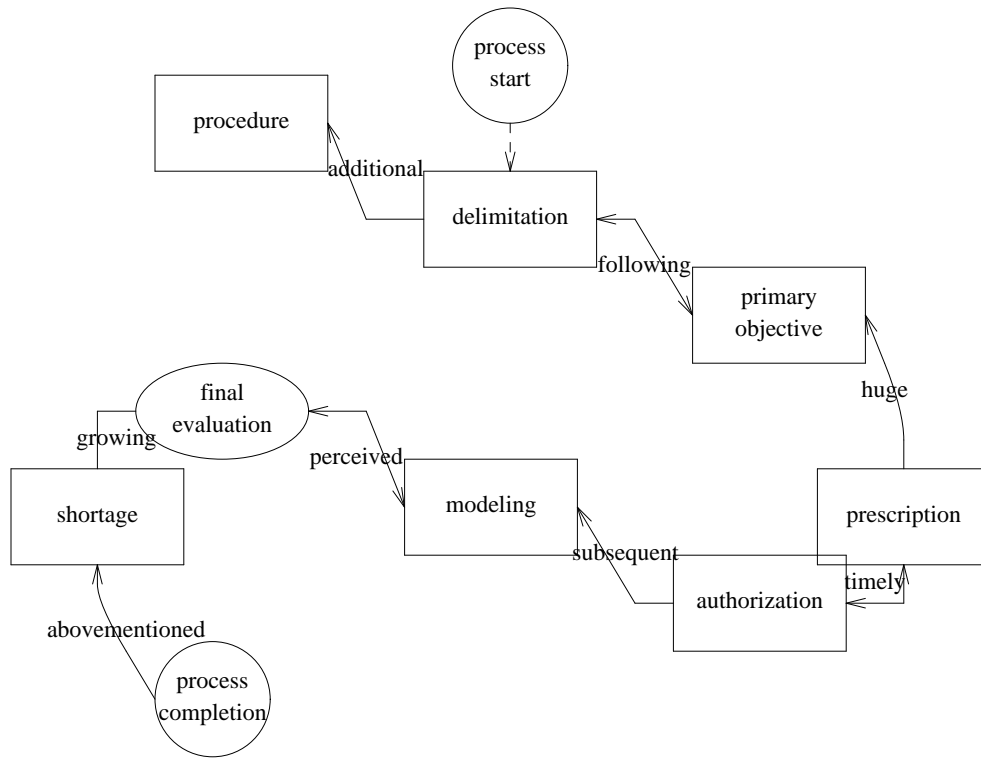 process
start
procedure
additional
delimitation
following
primary
objective
huge
final
evaluation
growing
perceived
modeling
shortage
prescription
subsequent
timely
authorization
abovementioned
process
completion